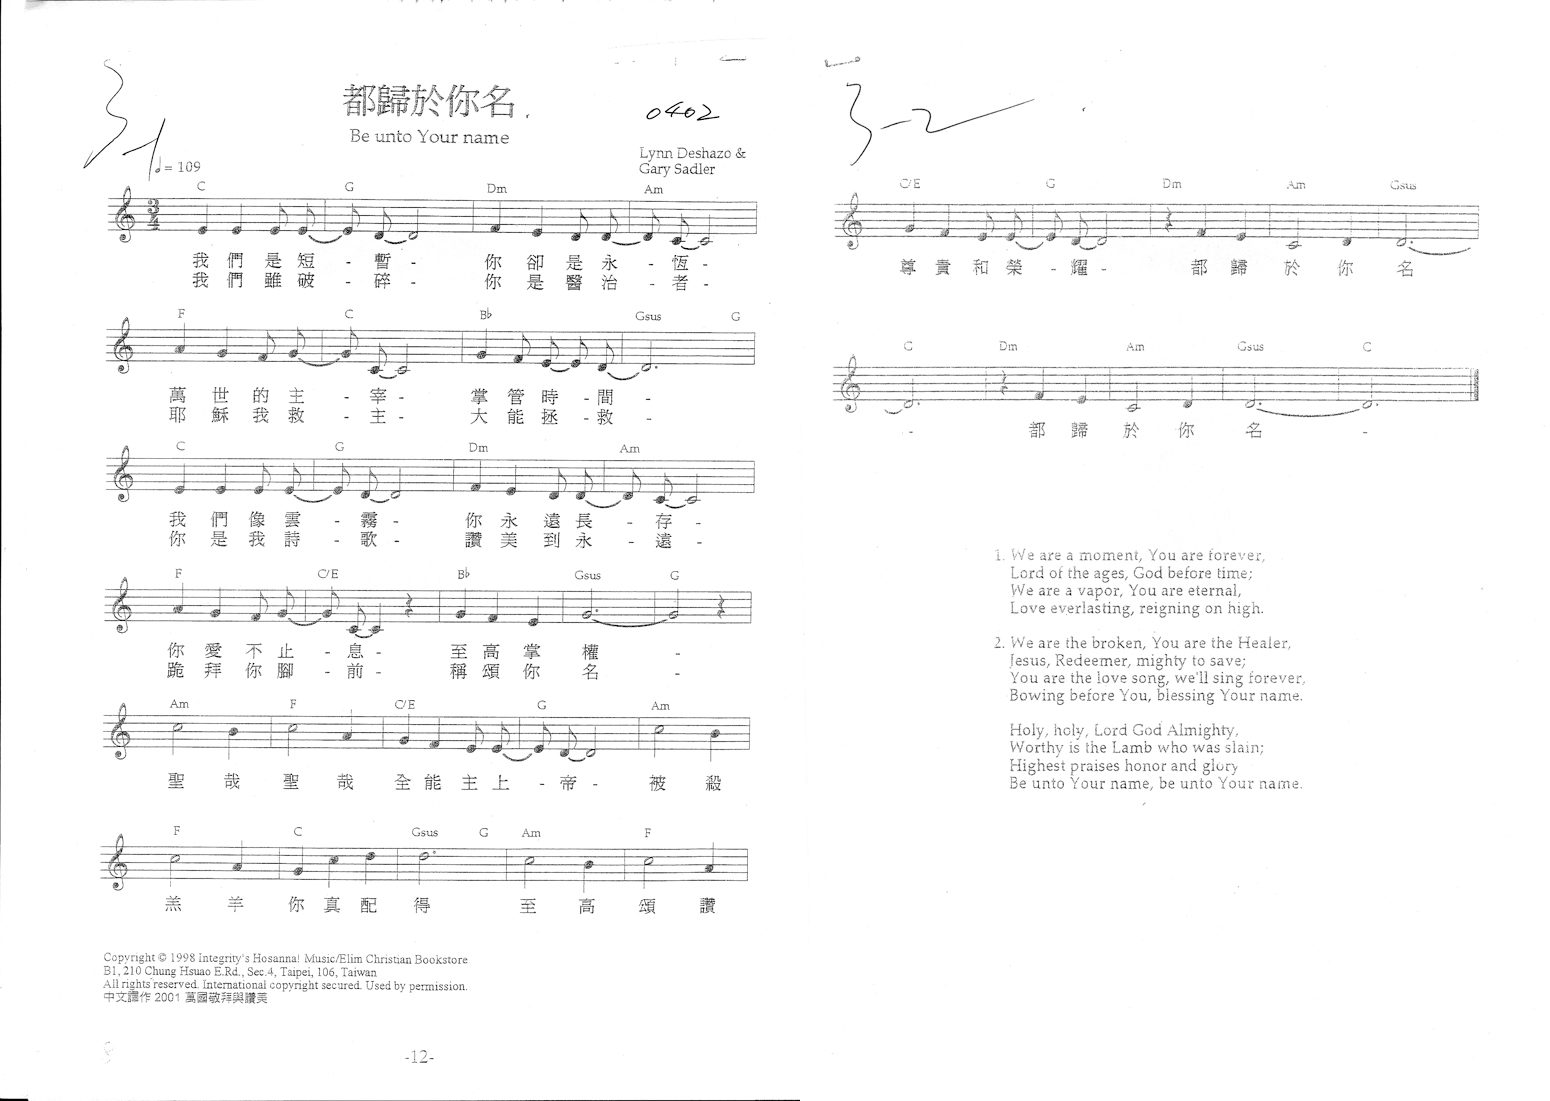 3-1
都歸於你名
Be unto Your name
0402
Lynn Deshazo &
Gary Sadler
♩= 109
C G Dm Am
3/4
我們是短 - 暫 - 你卻是永 - 恆 -
我們雖破 - 碎 - 你是醫治 - 者 -
F C B♭ Gsus G
萬世的主 - 宰 - 掌管時 - 間 -
耶穌我救 - 主 - 大能拯 - 救 -
C G Dm Am
我們像雲 - 霧 - 你永遠長 - 存 -
你是我詩 - 歌 - 讚美到永 - 遠 -
F C/E B♭ Gsus G
你愛不止 - 息 - 至高掌權 -
跪拜你腳 - 前 - 稱頌你名 -
Am F C/E G Am
聖哉聖哉全能主上 - 帝 - 被殺
F C Gsus G Am F
羔羊你真配得至高頌讚
Copyright © 1998 Integrity's Hosanna! Music/Elim Christian Bookstore
B1, 210 Chung Hsuao E.Rd., Sec.4, Taipei, 106, Taiwan
All rights reserved. International copyright secured. Used by permission.
中文譯作 2001 萬國敬拜與讚美
-12-
3-2
C/E G Dm Am Gsus
尊貴和榮 - 耀 - 都歸於你名
G Dm Am Gsus C
- 都歸於你名 -
1. We are a moment, You are forever,
Lord of the ages, God before time;
We are a vapor, You are eternal,
Love everlasting, reigning on high.
2. We are the broken, You are the Healer,
Jesus, Redeemer, mighty to save;
You are the love song, we'll sing forever,
Bowing before You, blessing Your name.
Holy, holy, Lord God Almighty,
Worthy is the Lamb who was slain;
Highest praises honor and glory
Be unto Your name, be unto Your name.